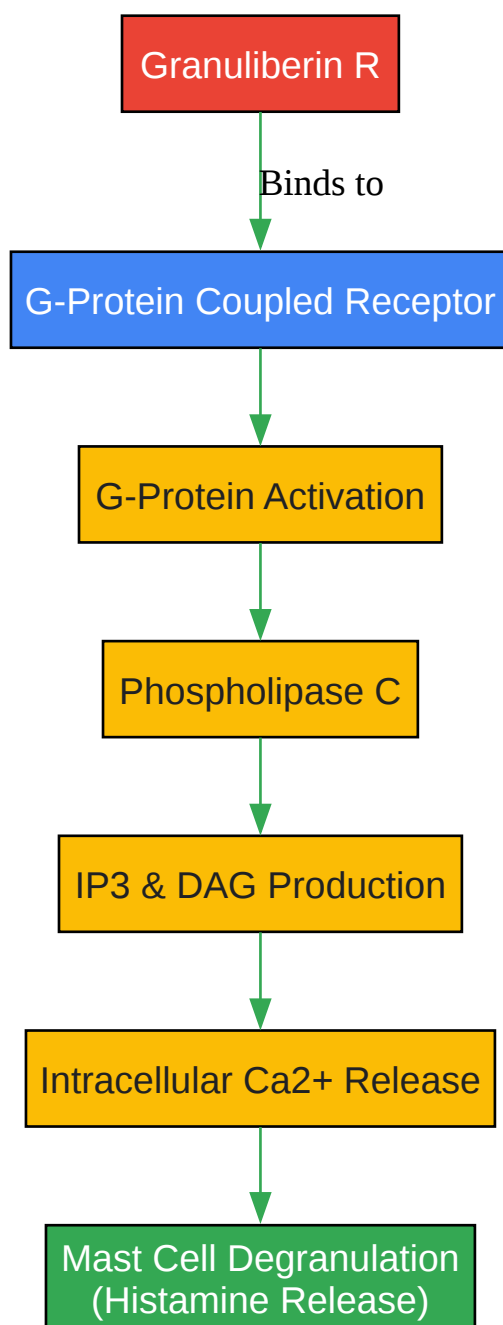 Granuliberin R
Binds to
G-Protein Coupled Receptor
G-Protein Activation
Phospholipase C
IP3 & DAG Production
Intracellular Ca2+ Release
Mast Cell Degranulation
(Histamine Release)